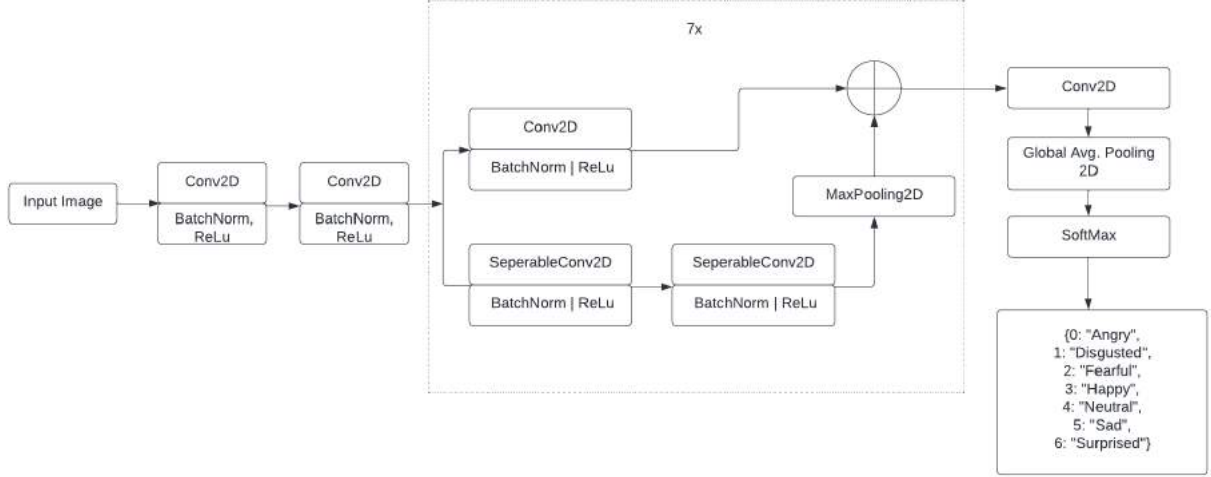 7x
Input Image
Conv2D
BatchNorm,
ReLu
Conv2D
BatchNorm,
ReLu
Conv2D
BatchNorm | ReLu
SeperableConv2D
BatchNorm | ReLu
SeperableConv2D
BatchNorm | ReLu
MaxPooling2D
Conv2D
Global Avg. Pooling
2D
SoftMax
{0: "Angry",
1: "Disgusted",
2: "Fearful",
3: "Happy",
4: "Neutral",
5: "Sad",
6: "Surprised"}